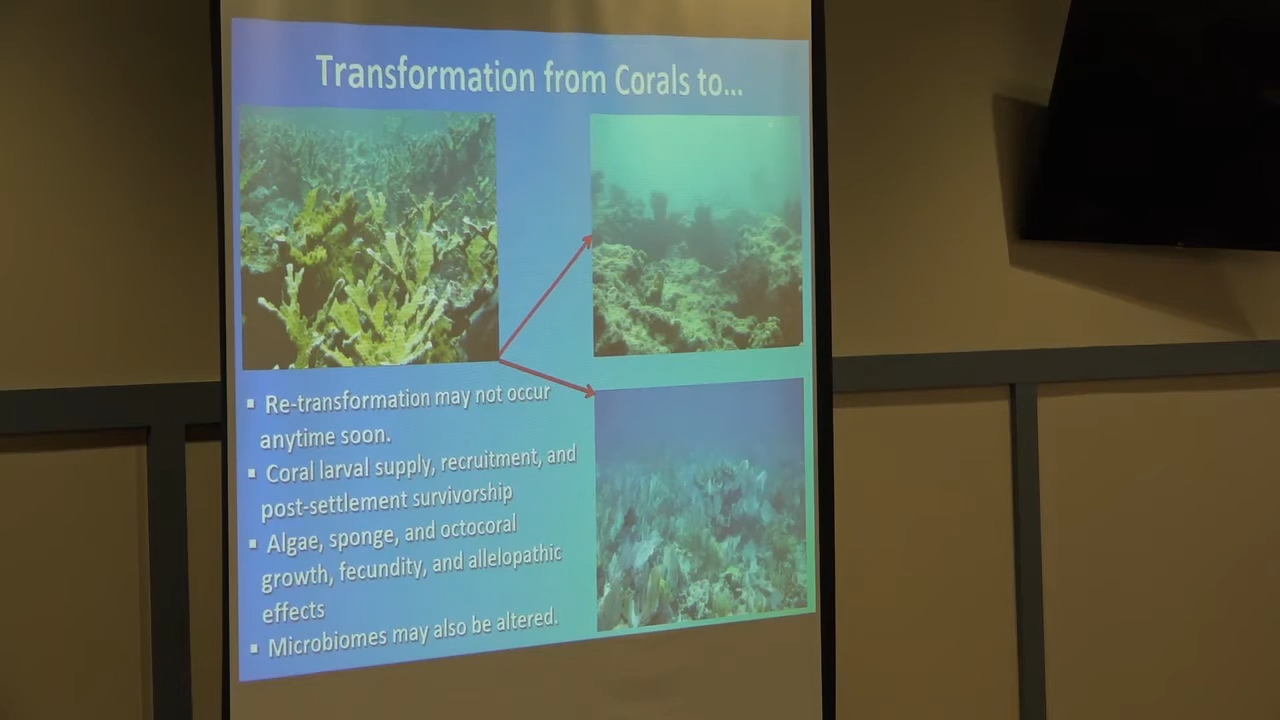 Transformation from Corals to...
▪ Re-transformation may not occur
anytime soon.
▪ Coral larval supply, recruitment, and
post-settlement survivorship
▪ Algae, sponge, and octocoral
growth, fecundity, and allelopathic
effects
▪ Microbiomes may also be altered.